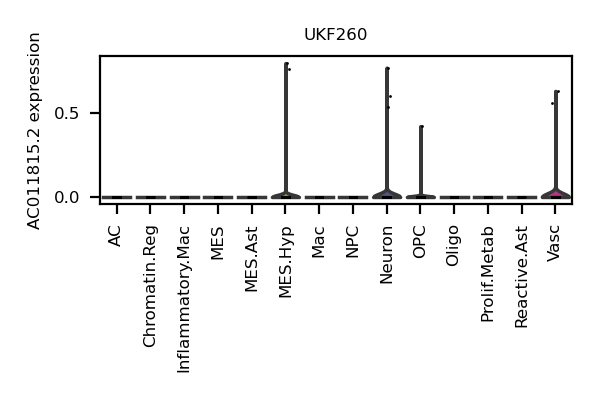 UKF260
AC011815.2 expression
0.5
0.0
AC
Chromatin.Reg
Inflammatory.Mac
MES
MES.Ast
MES.Hyp
Mac
NPC
Neuron
OPC
Oligo
Prolif.Metab
Reactive.Ast
Vasc